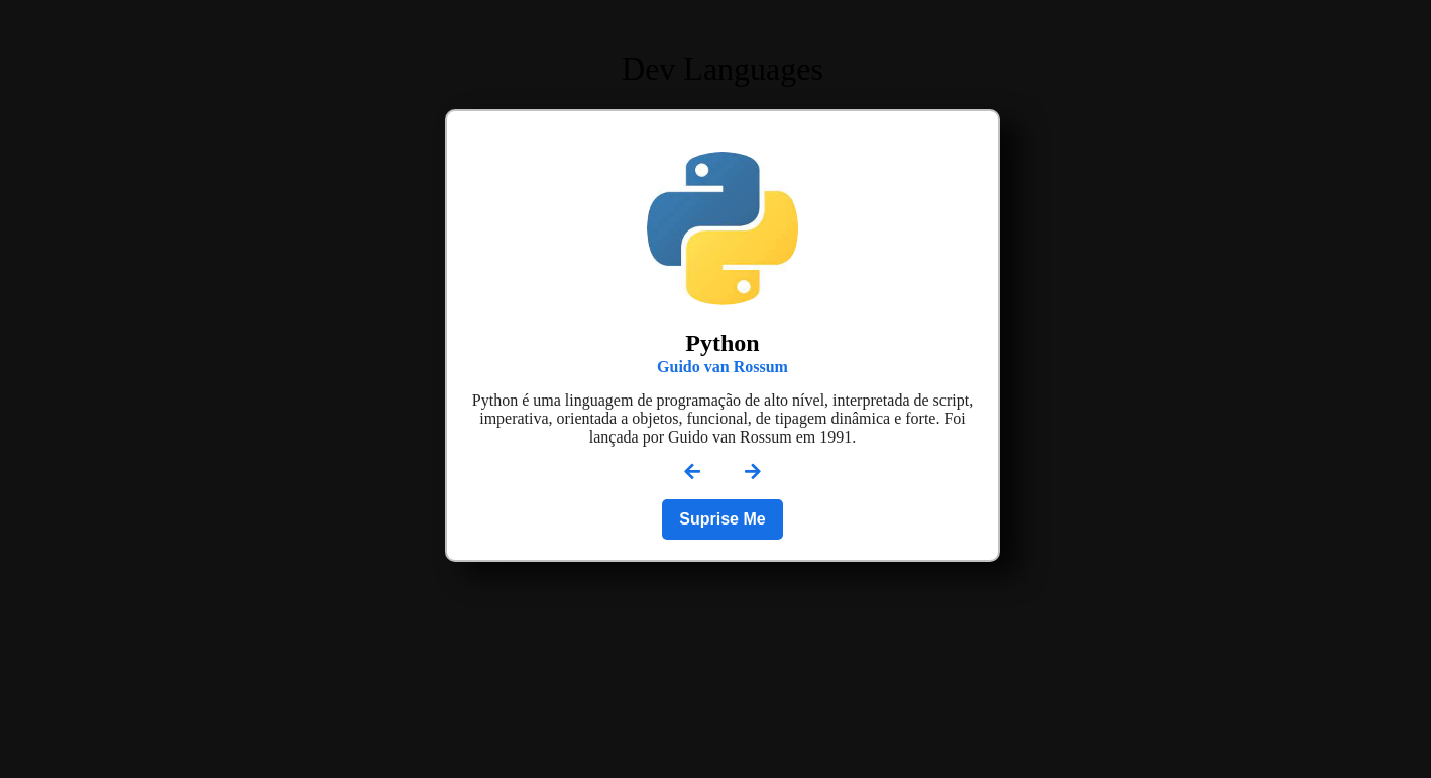 Dev Languages
Python
Guido van Rossum
Python é uma linguagem de programação de alto nível, interpretada de script,
imperativa, orientada a objetos, funcional, de tipagem dinâmica e forte. Foi
lançada por Guido van Rossum em 1991.
Suprise Me